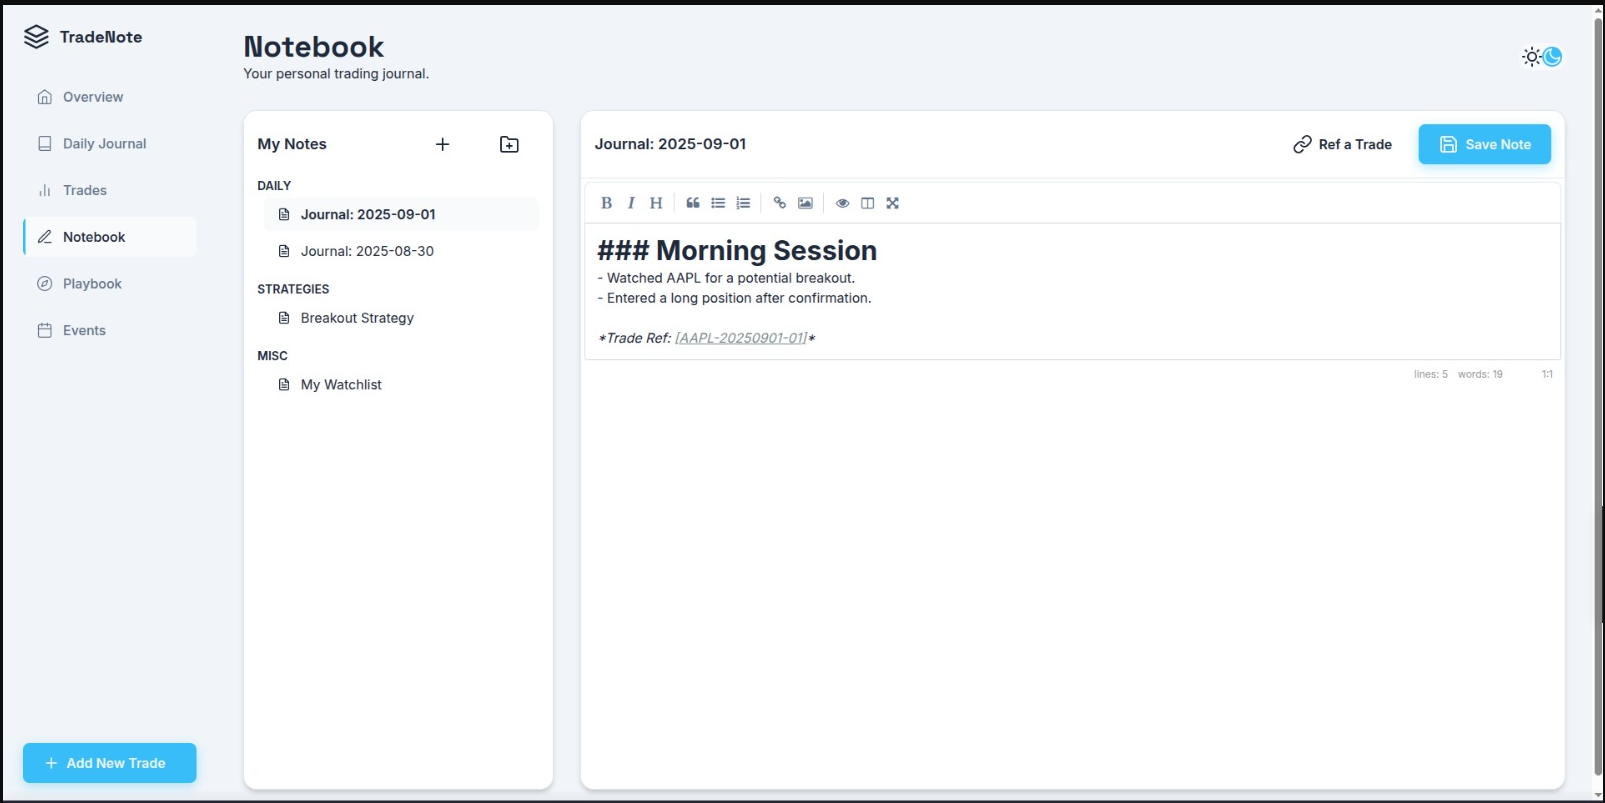 TradeNote
Overview
Daily Journal
Trades
Notebook
Playbook
Events
Add New Trade
Notebook
Your personal trading journal.
My Notes
DAILY
Journal: 2025-09-01
Journal: 2025-08-30
STRATEGIES
Breakout Strategy
MISC
My Watchlist
Journal: 2025-09-01
Ref a Trade
Save Note
B I H
### Morning Session
- Watched AAPL for a potential breakout.
- Entered a long position after confirmation.
*Trade Ref: [AAPL-20250901-01]*
lines: 5 words: 19 1:1